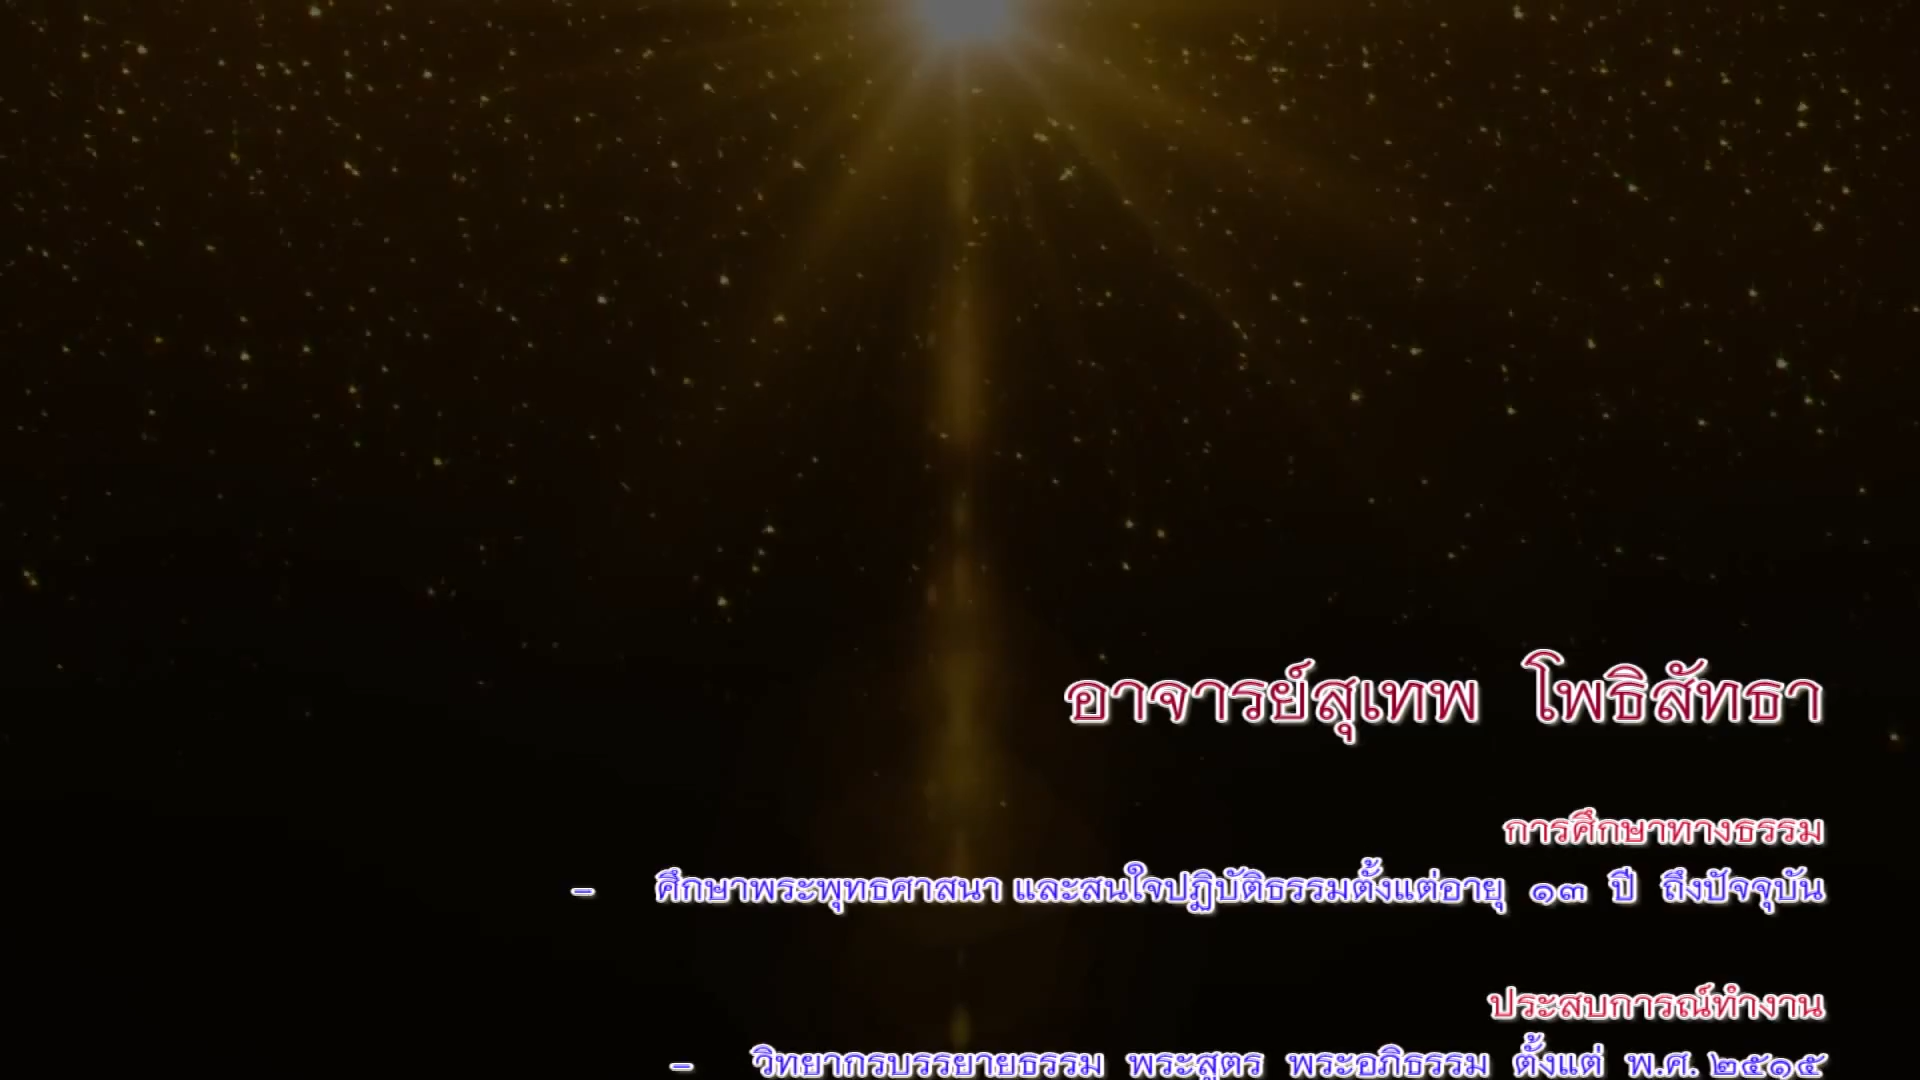 อาจารย์สุเทพ โพธิสัทธา
การศึกษาทางธรรม
– ศึกษาพระพุทธศาสนา และสนใจปฏิบัติธรรมตั้งแต่อายุ ๑๓ ปี ถึงปัจจุบัน
ประสบการณ์ทำงาน
– วิทยากรบรรยายธรรม พระสูตร พระอภิธรรม ตั้งแต่ พ.ศ. ๒๕๑๕